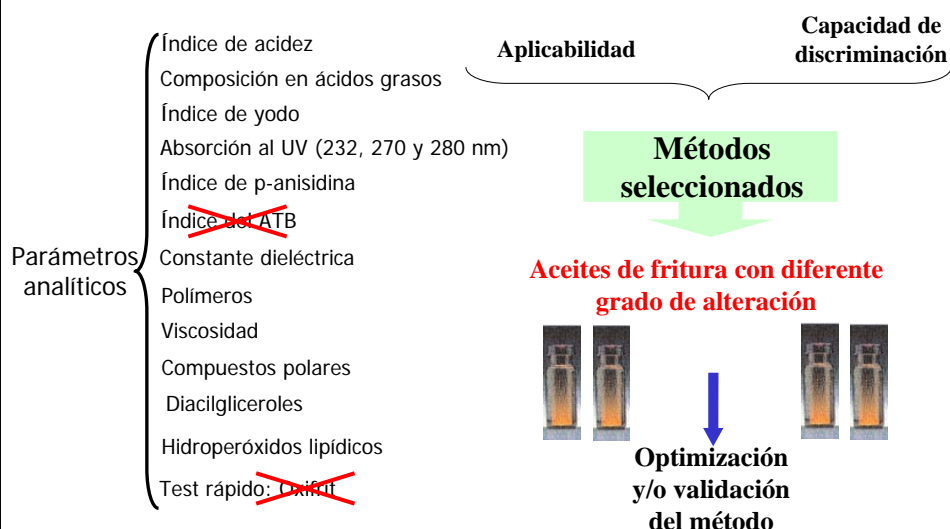 Parámetros
analíticos
Índice de acidez
Composición en ácidos grasos
Índice de yodo
Absorción al UV (232, 270 y 280 nm)
Índice de p-anisidina
Índice del ATB
Constante dieléctrica
Polímeros
Viscosidad
Compuestos polares
Diacilgliceroles
Hidroperóxidos lipídicos
Test rápido: Oxifrit
Aplicabilidad
Capacidad de
discriminación
Métodos
seleccionados
Aceites de fritura con diferente
grado de alteración
Optimización
y/o validación
del método